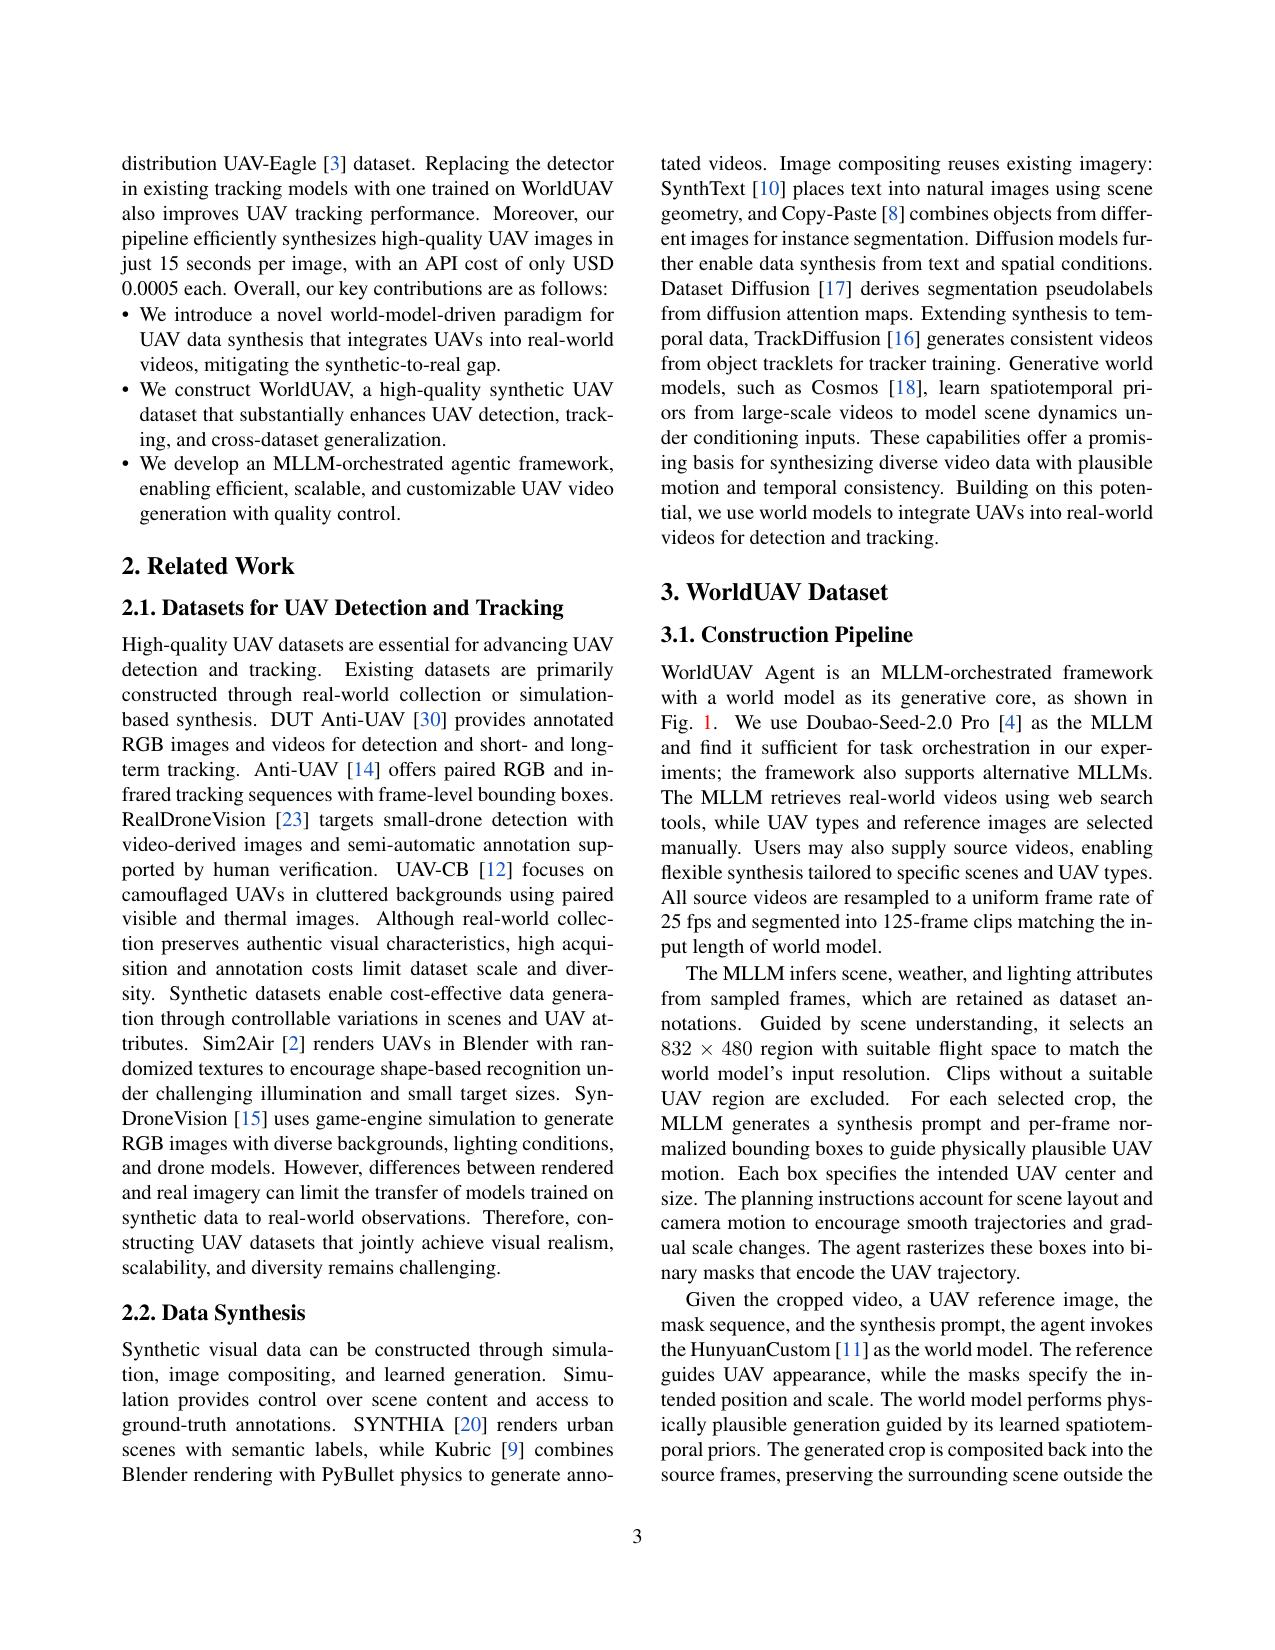 distribution UAV-Eagle [3] dataset. Replacing the detector
in existing tracking models with one trained on WorldUAV
also improves UAV tracking performance. Moreover, our
pipeline efficiently synthesizes high-quality UAV images in
just 15 seconds per image, with an API cost of only USD
0.0005 each. Overall, our key contributions are as follows:
• We introduce a novel world-model-driven paradigm for
UAV data synthesis that integrates UAVs into real-world
videos, mitigating the synthetic-to-real gap.
• We construct WorldUAV, a high-quality synthetic UAV
dataset that substantially enhances UAV detection, track-
ing, and cross-dataset generalization.
• We develop an MLLM-orchestrated agentic framework,
enabling efficient, scalable, and customizable UAV video
generation with quality control.
2. Related Work
2.1. Datasets for UAV Detection and Tracking
High-quality UAV datasets are essential for advancing UAV
detection and tracking. Existing datasets are primarily
constructed through real-world collection or simulation-
based synthesis. DUT Anti-UAV [30] provides annotated
RGB images and videos for detection and short- and long-
term tracking. Anti-UAV [14] offers paired RGB and in-
frared tracking sequences with frame-level bounding boxes.
RealDroneVision [23] targets small-drone detection with
video-derived images and semi-automatic annotation sup-
ported by human verification. UAV-CB [12] focuses on
camouflaged UAVs in cluttered backgrounds using paired
visible and thermal images. Although real-world collec-
tion preserves authentic visual characteristics, high acqui-
sition and annotation costs limit dataset scale and diver-
sity. Synthetic datasets enable cost-effective data genera-
tion through controllable variations in scenes and UAV at-
tributes. Sim2Air [2] renders UAVs in Blender with ran-
domized textures to encourage shape-based recognition un-
der challenging illumination and small target sizes. Syn-
DroneVision [15] uses game-engine simulation to generate
RGB images with diverse backgrounds, lighting conditions,
and drone models. However, differences between rendered
and real imagery can limit the transfer of models trained on
synthetic data to real-world observations. Therefore, con-
structing UAV datasets that jointly achieve visual realism,
scalability, and diversity remains challenging.
2.2. Data Synthesis
Synthetic visual data can be constructed through simula-
tion, image compositing, and learned generation. Simu-
lation provides control over scene content and access to
ground-truth annotations. SYNTHIA [20] renders urban
scenes with semantic labels, while Kubric [9] combines
Blender rendering with PyBullet physics to generate anno-
tated videos. Image compositing reuses existing imagery:
SynthText [10] places text into natural images using scene
geometry, and Copy-Paste [8] combines objects from differ-
ent images for instance segmentation. Diffusion models fur-
ther enable data synthesis from text and spatial conditions.
Dataset Diffusion [17] derives segmentation pseudolabels
from diffusion attention maps. Extending synthesis to tem-
poral data, TrackDiffusion [16] generates consistent videos
from object tracklets for tracker training. Generative world
models, such as Cosmos [18], learn spatiotemporal pri-
ors from large-scale videos to model scene dynamics un-
der conditioning inputs. These capabilities offer a promis-
ing basis for synthesizing diverse video data with plausible
motion and temporal consistency. Building on this poten-
tial, we use world models to integrate UAVs into real-world
videos for detection and tracking.
3. WorldUAV Dataset
3.1. Construction Pipeline
WorldUAV Agent is an MLLM-orchestrated framework
with a world model as its generative core, as shown in
Fig. 1. We use Doubao-Seed-2.0 Pro [4] as the MLLM
and find it sufficient for task orchestration in our exper-
iments; the framework also supports alternative MLLMs.
The MLLM retrieves real-world videos using web search
tools, while UAV types and reference images are selected
manually. Users may also supply source videos, enabling
flexible synthesis tailored to specific scenes and UAV types.
All source videos are resampled to a uniform frame rate of
25 fps and segmented into 125-frame clips matching the in-
put length of world model.
The MLLM infers scene, weather, and lighting attributes
from sampled frames, which are retained as dataset an-
notations. Guided by scene understanding, it selects an
832 × 480 region with suitable flight space to match the
world model's input resolution. Clips without a suitable
UAV region are excluded. For each selected crop, the
MLLM generates a synthesis prompt and per-frame nor-
malized bounding boxes to guide physically plausible UAV
motion. Each box specifies the intended UAV center and
size. The planning instructions account for scene layout and
camera motion to encourage smooth trajectories and grad-
ual scale changes. The agent rasterizes these boxes into bi-
nary masks that encode the UAV trajectory.
Given the cropped video, a UAV reference image, the
mask sequence, and the synthesis prompt, the agent invokes
the HunyuanCustom [11] as the world model. The reference
guides UAV appearance, while the masks specify the in-
tended position and scale. The world model performs phys-
ically plausible generation guided by its learned spatiotem-
poral priors. The generated crop is composited back into the
source frames, preserving the surrounding scene outside the
3